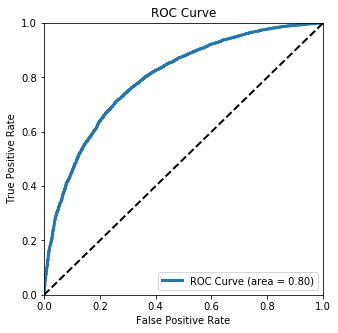 ROC Curve
1.0
0.8
0.6
0.4
0.2
0.0
True Positive Rate
ROC Curve (area = 0.80)
0.0 0.2 0.4 0.6 0.8 1.0
False Positive Rate